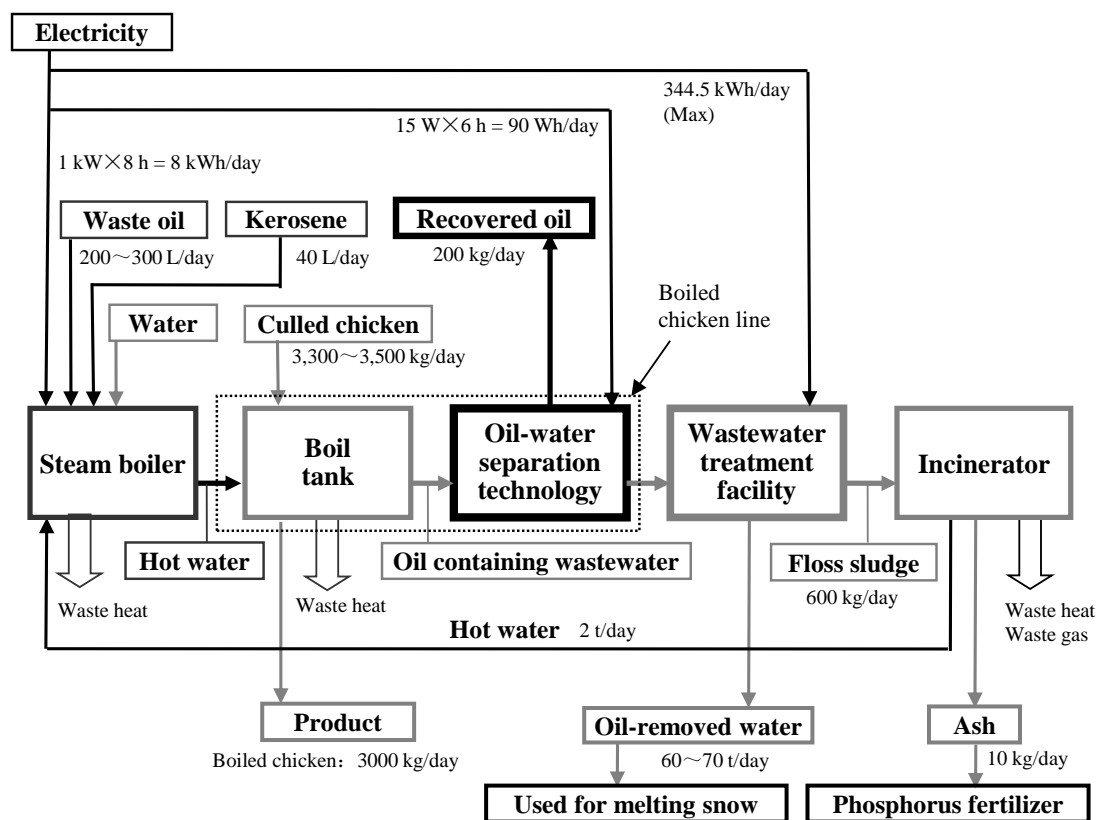 Electricity
344.5 kWh/day
(Max)
15 W×6 h = 90 Wh/day
1 kW×8 h = 8 kWh/day
Waste oil
Kerosene
Recovered oil
200～300 L/day
40 L/day
200 kg/day
Boiled
chicken line
Water
Culled chicken
3,300～3,500 kg/day
Steam boiler
Boil
tank
Oil-water
separation
technology
Wastewater
treatment
facility
Incinerator
Hot water
Oil containing wastewater
Floss sludge
600 kg/day
Waste heat
Waste heat
Waste heat
Waste gas
Hot water 2 t/day
Product
Boiled chicken: 3000 kg/day
Oil-removed water
60～70 t/day
Ash
10 kg/day
Used for melting snow
Phosphorus fertilizer